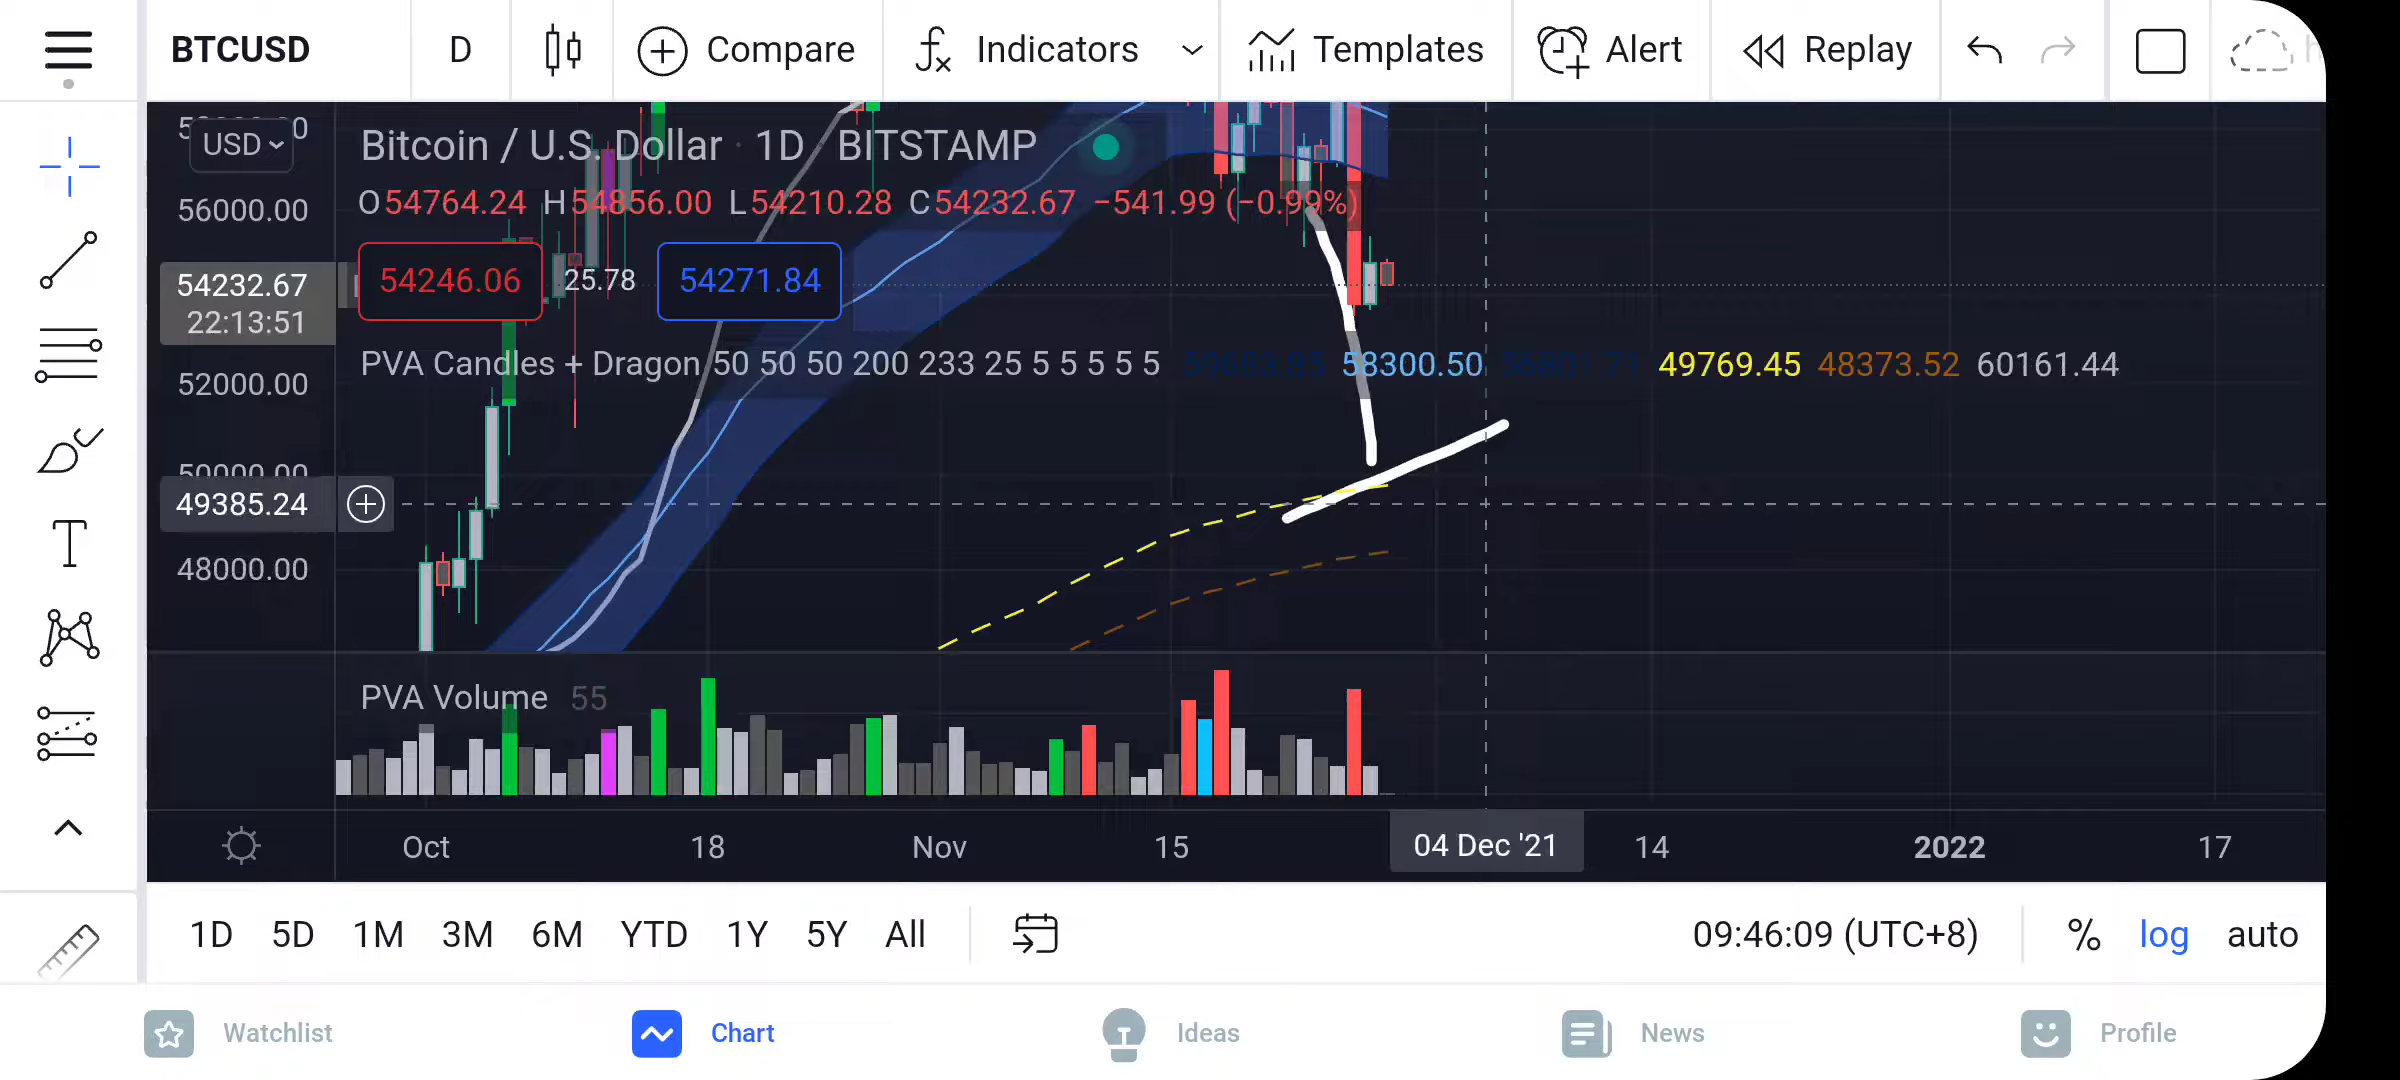 BTCUSD D Compare Indicators Templates Alert Replay
USD
Bitcoin / U.S. Dollar · 1D · BITSTAMP
56000.00
O54764.24 H54856.00 L54210.28 C54232.67 −541.99 (−0.99%)
54232.67
22:13:51
54246.06 25.78 54271.84
PVA Candles + Dragon 50 50 50 200 233 25 5 5 5 5 5 58300.50 49769.45 48373.52 60161.44
52000.00
50000.00
49385.24
48000.00
PVA Volume 55
Oct 18 Nov 15 04 Dec '21 14 2022 17
1D 5D 1M 3M 6M YTD 1Y 5Y All 09:46:09 (UTC+8) % log auto
Watchlist Chart Ideas News Profile